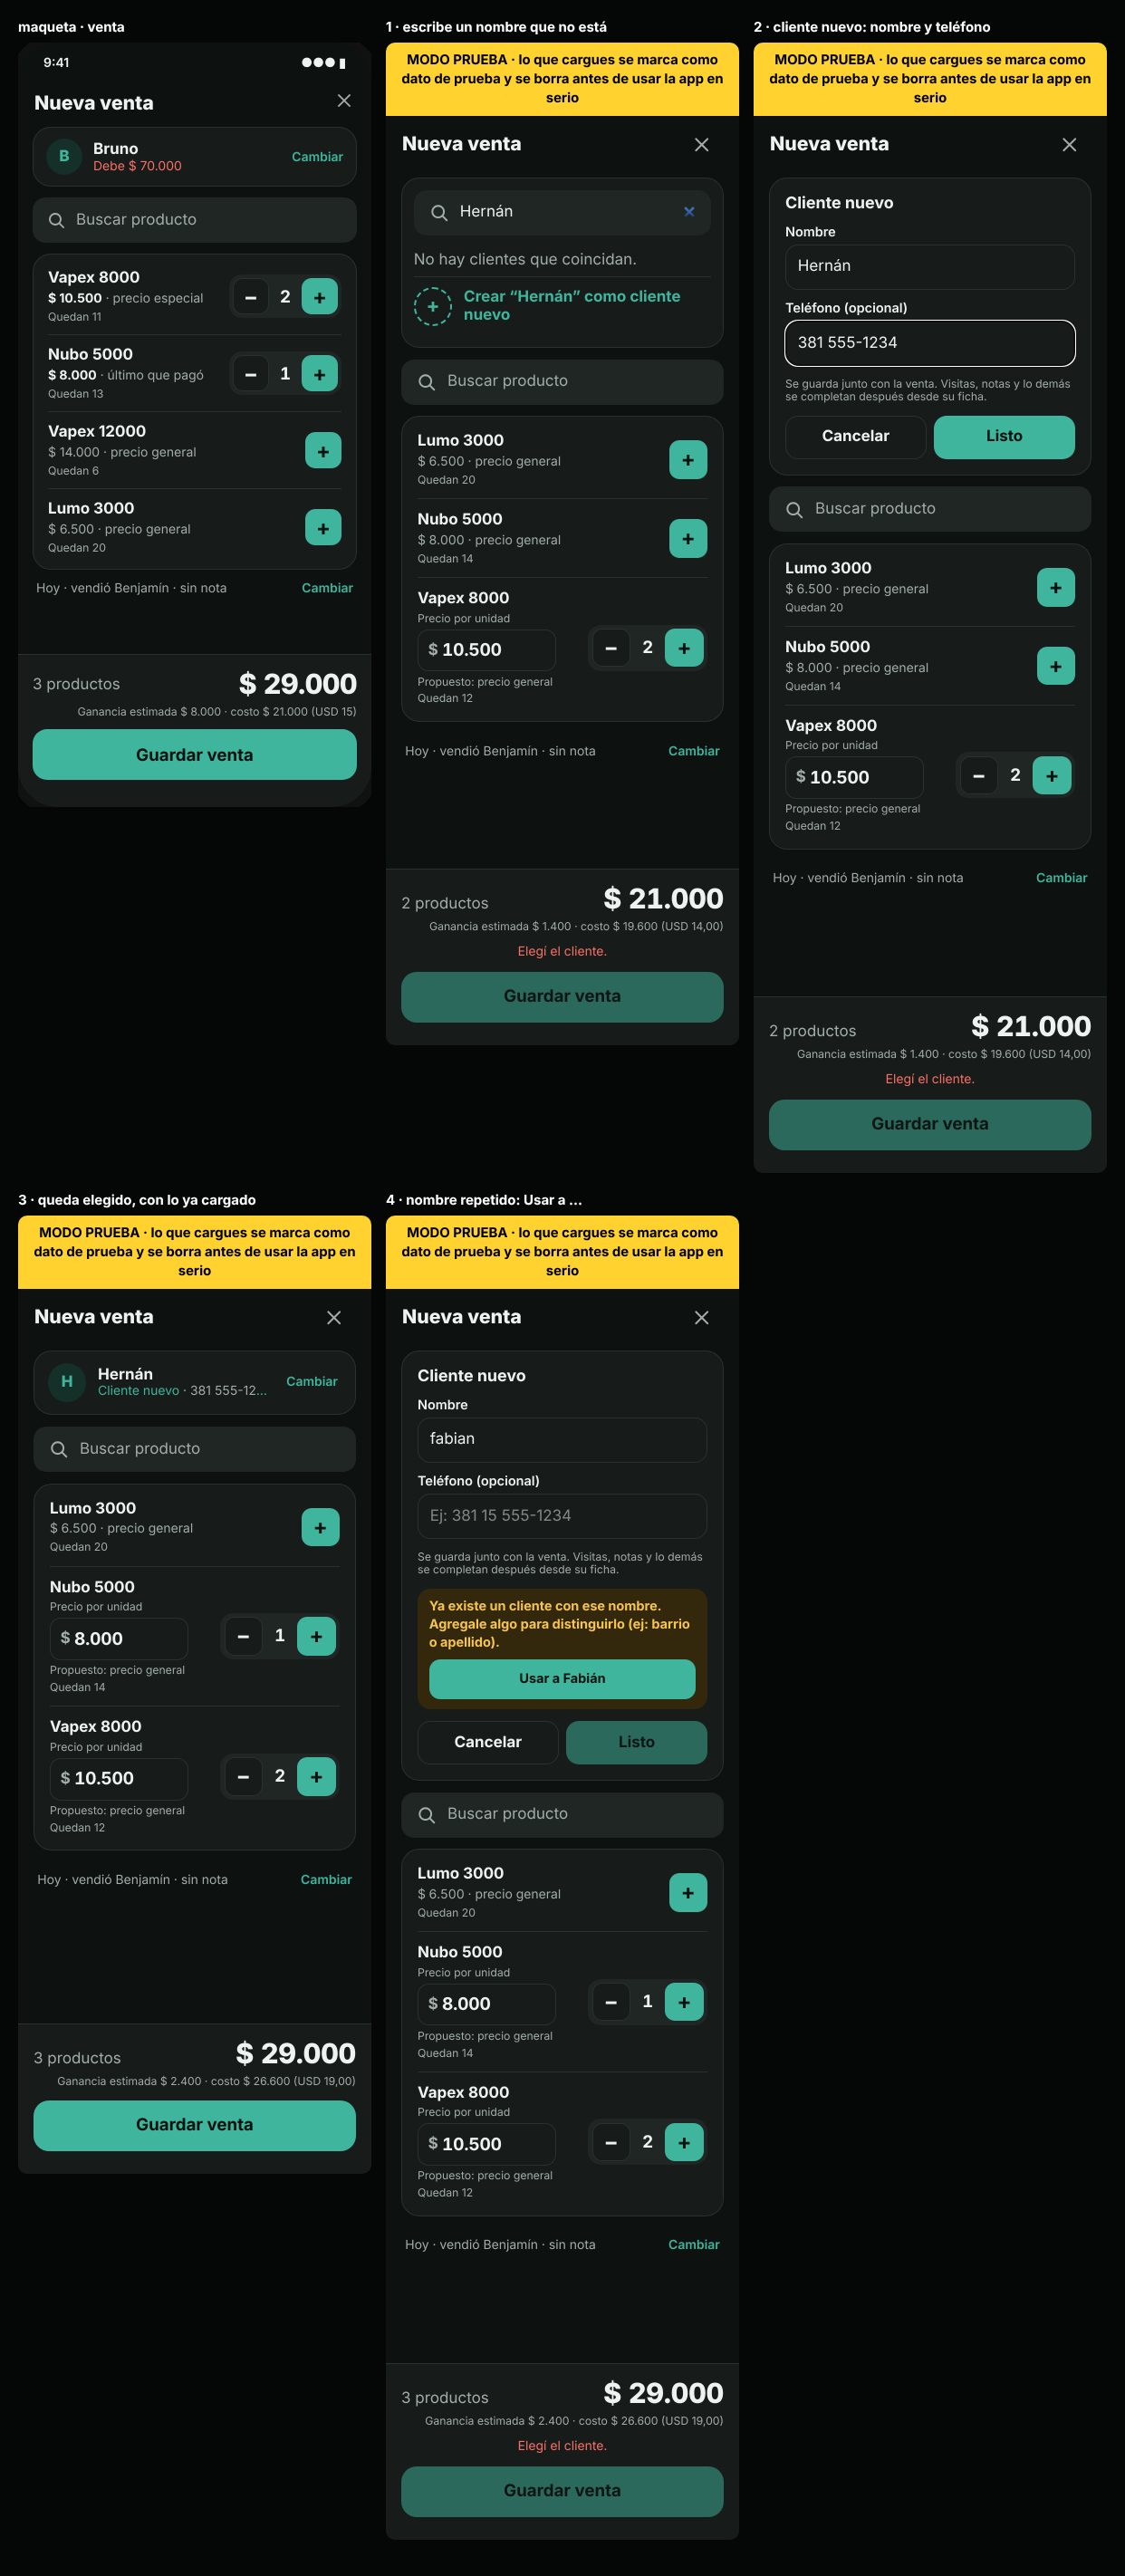 maqueta · venta
9:41
Nueva venta
B
Bruno
Debe $ 70.000
Cambiar
Buscar producto
Vapex 8000
$ 10.500 · precio especial
Quedan 11
− 2 +
Nubo 5000
$ 8.000 · último que pagó
Quedan 13
− 1 +
Vapex 12000
$ 14.000 · precio general
Quedan 6
+
Lumo 3000
$ 6.500 · precio general
Quedan 20
+
Hoy · vendió Benjamín · sin nota
Cambiar
3 productos
$ 29.000
Ganancia estimada $ 8.000 · costo $ 21.000 (USD 15)
Guardar venta
1 · escribe un nombre que no está
MODO PRUEBA · lo que cargues se marca como
dato de prueba y se borra antes de usar la app en
serio
Nueva venta
Hernán
No hay clientes que coincidan.
+
Crear “Hernán” como cliente
nuevo
Buscar producto
Lumo 3000
$ 6.500 · precio general
Quedan 20
+
Nubo 5000
$ 8.000 · precio general
Quedan 14
+
Vapex 8000
Precio por unidad
$ 10.500
− 2 +
Propuesto: precio general
Quedan 12
Hoy · vendió Benjamín · sin nota
Cambiar
2 productos
$ 21.000
Ganancia estimada $ 1.400 · costo $ 19.600 (USD 14,00)
Elegí el cliente.
Guardar venta
2 · cliente nuevo: nombre y teléfono
MODO PRUEBA · lo que cargues se marca como
dato de prueba y se borra antes de usar la app en
serio
Nueva venta
Cliente nuevo
Nombre
Hernán
Teléfono (opcional)
381 555-1234
Se guarda junto con la venta. Visitas, notas y lo demás
se completan después desde su ficha.
Cancelar
Listo
Buscar producto
Lumo 3000
$ 6.500 · precio general
Quedan 20
+
Nubo 5000
$ 8.000 · precio general
Quedan 14
+
Vapex 8000
Precio por unidad
$ 10.500
− 2 +
Propuesto: precio general
Quedan 12
Hoy · vendió Benjamín · sin nota
Cambiar
2 productos
$ 21.000
Ganancia estimada $ 1.400 · costo $ 19.600 (USD 14,00)
Elegí el cliente.
Guardar venta
3 · queda elegido, con lo ya cargado
MODO PRUEBA · lo que cargues se marca como
dato de prueba y se borra antes de usar la app en
serio
Nueva venta
H
Hernán
Cliente nuevo · 381 555-12...
Cambiar
Buscar producto
Lumo 3000
$ 6.500 · precio general
Quedan 20
+
Nubo 5000
Precio por unidad
$ 8.000
− 1 +
Propuesto: precio general
Quedan 14
Vapex 8000
Precio por unidad
$ 10.500
− 2 +
Propuesto: precio general
Quedan 12
Hoy · vendió Benjamín · sin nota
Cambiar
3 productos
$ 29.000
Ganancia estimada $ 2.400 · costo $ 26.600 (USD 19,00)
Guardar venta
4 · nombre repetido: Usar a ...
MODO PRUEBA · lo que cargues se marca como
dato de prueba y se borra antes de usar la app en
serio
Nueva venta
Cliente nuevo
Nombre
fabian
Teléfono (opcional)
Ej: 381 15 555-1234
Se guarda junto con la venta. Visitas, notas y lo demás
se completan después desde su ficha.
Ya existe un cliente con ese nombre.
Agregale algo para distinguirlo (ej: barrio
o apellido).
Usar a Fabián
Cancelar
Listo
Buscar producto
Lumo 3000
$ 6.500 · precio general
Quedan 20
+
Nubo 5000
Precio por unidad
$ 8.000
− 1 +
Propuesto: precio general
Quedan 14
Vapex 8000
Precio por unidad
$ 10.500
− 2 +
Propuesto: precio general
Quedan 12
Hoy · vendió Benjamín · sin nota
Cambiar
3 productos
$ 29.000
Ganancia estimada $ 2.400 · costo $ 26.600 (USD 19,00)
Elegí el cliente.
Guardar venta